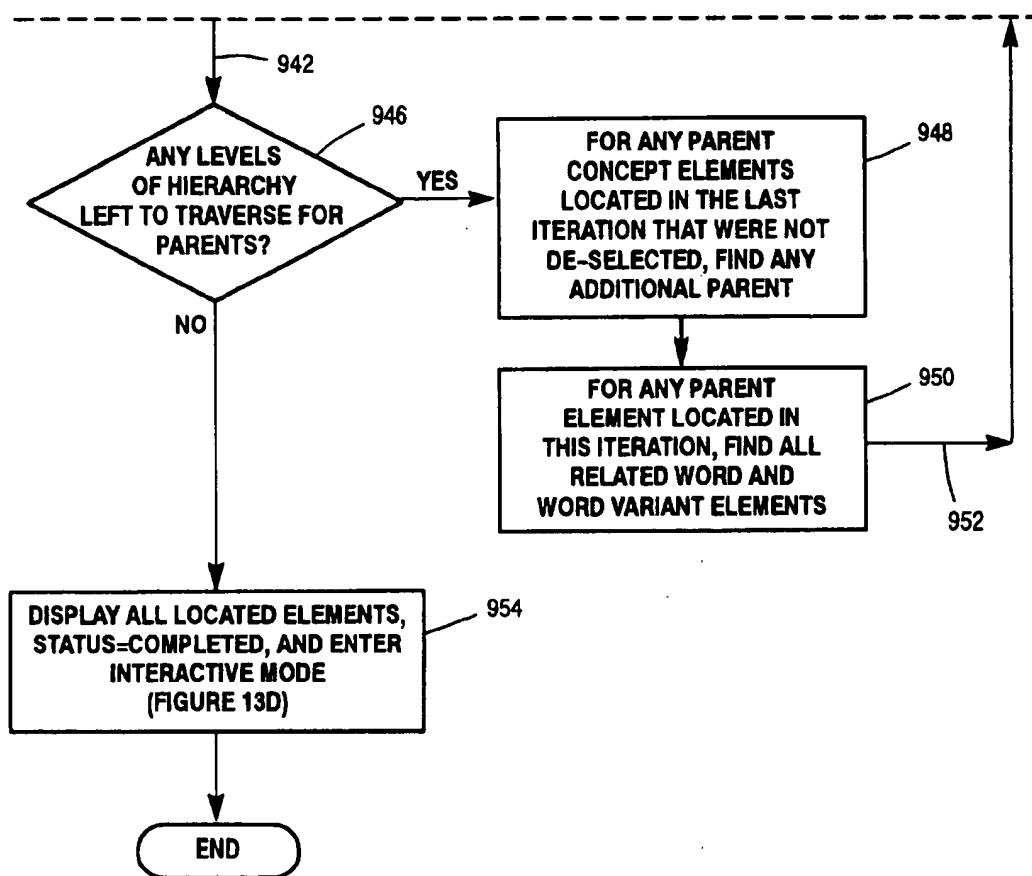 942
946
ANY LEVELS
OF HIERARCHY
LEFT TO TRAVERSE FOR
PARENTS?
YES
NO
948
FOR ANY PARENT
CONCEPT ELEMENTS
LOCATED IN THE LAST
ITERATION THAT WERE NOT
DE-SELECTED, FIND ANY
ADDITIONAL PARENT
950
FOR ANY PARENT
ELEMENT LOCATED IN
THIS ITERATION, FIND ALL
RELATED WORD AND
WORD VARIANT ELEMENTS
952
954
DISPLAY ALL LOCATED ELEMENTS,
STATUS=COMPLETED, AND ENTER
INTERACTIVE MODE
(FIGURE 13D)
END